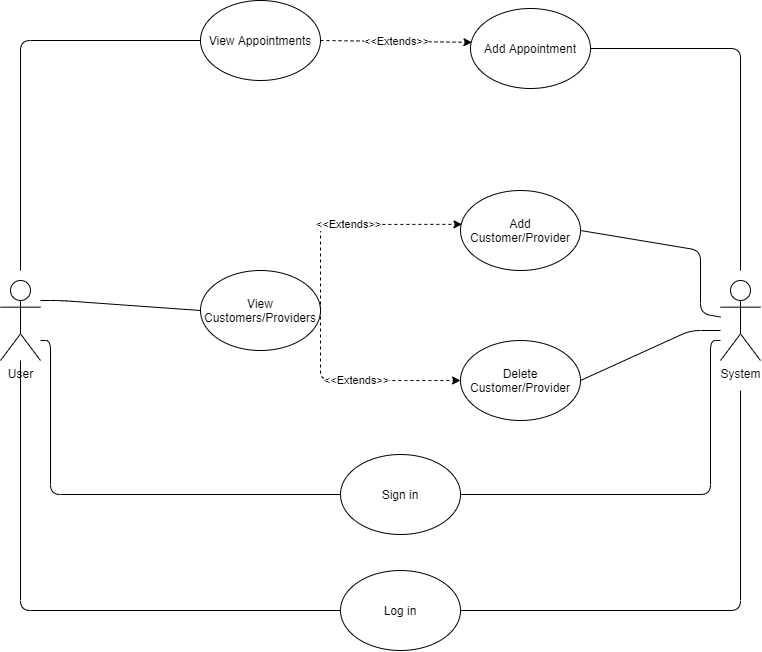 View Appointments
<<Extends>>
Add Appointment
<<Extends>>
Add
Customer/Provider
View
Customers/Providers
User
System
<<Extends>>
Delete
Customer/Provider
Sign in
Log in